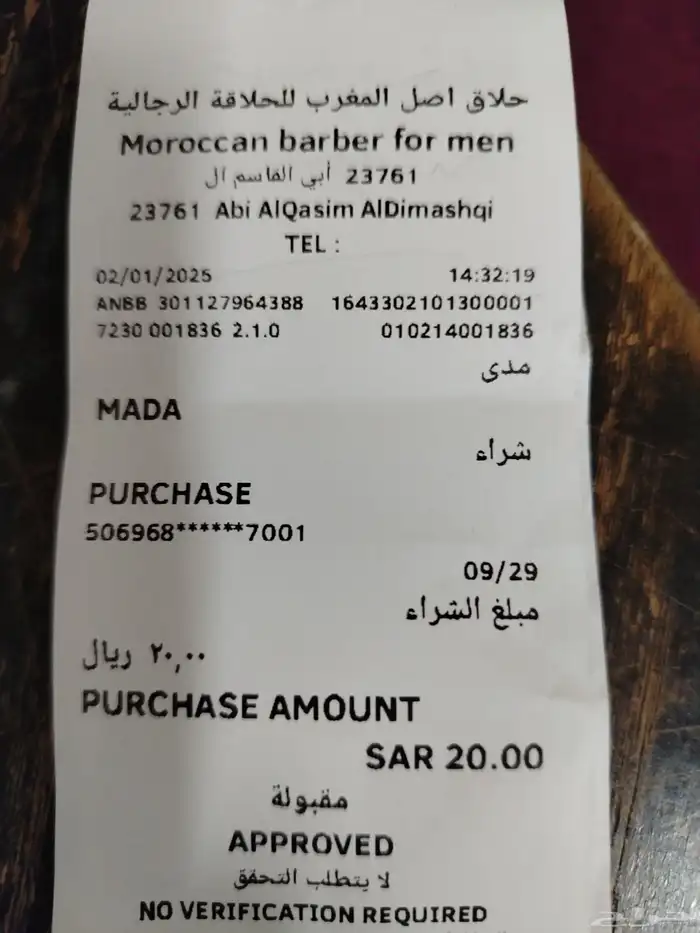 حلاق اصل المغرب للحلاقة الرجالية
Moroccan barber for men
23761 أبي القاسم ال
23761 Abi AlQasim AlDimashqi
TEL :
02/01/2025 14:32:19
ANBB 301127964388 1643302101300001
7230 001836 2.1.0 010214001836
مدى
MADA
شراء
PURCHASE
506968******7001
09/29
مبلغ الشراء
٢٠,٠٠ ريال
PURCHASE AMOUNT
SAR 20.00
مقبولة
APPROVED
لا يتطلب التحقق
NO VERIFICATION REQUIRED
حراج